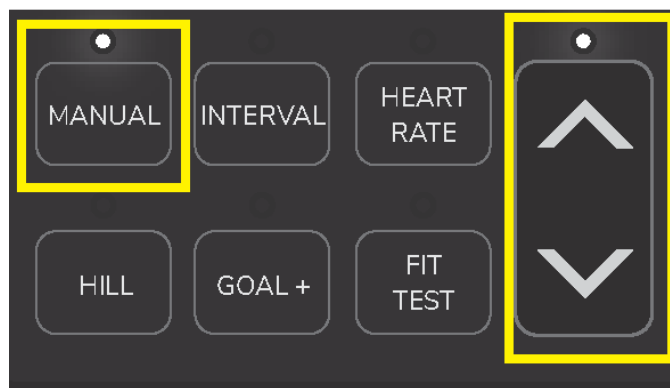 MANUAL
INTERVAL
HEART
RATE
HILL
GOAL +
FIT
TEST